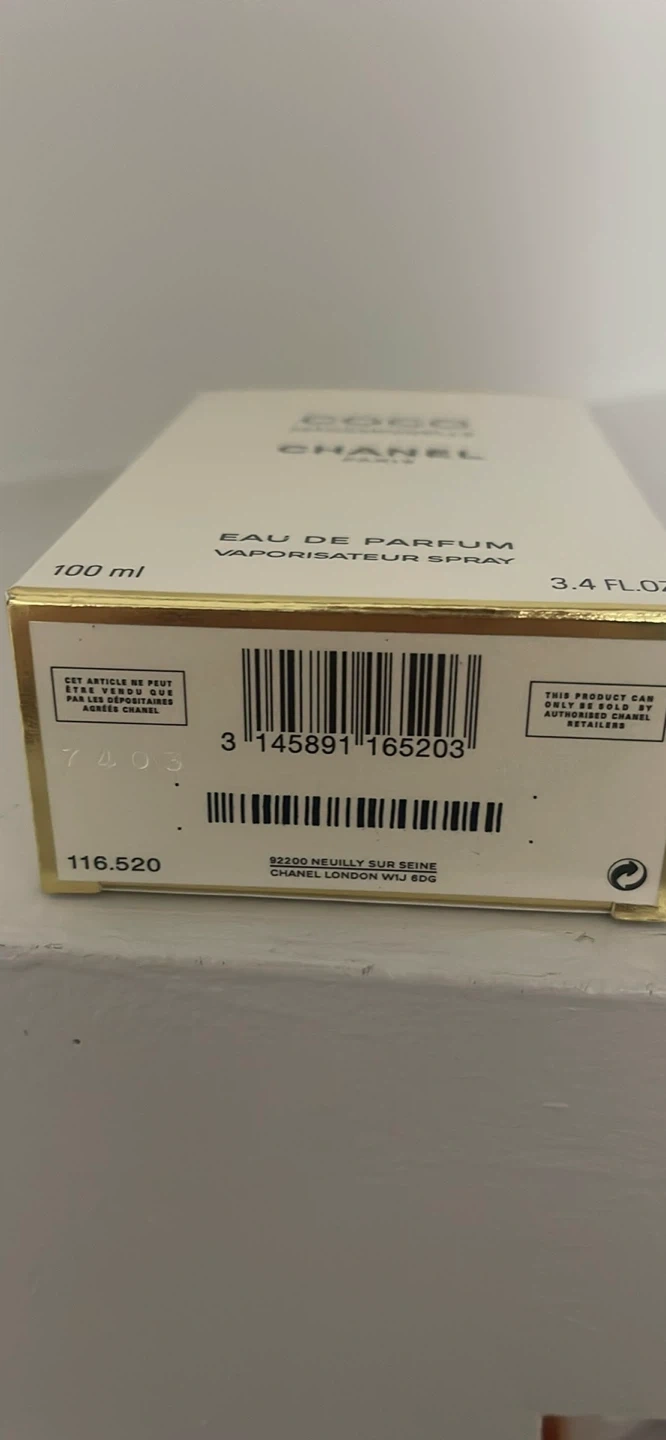 COCO
MADEMOISELLE
CHANEL
PARIS
EAU DE PARFUM
VAPORISATEUR SPRAY
100 ml
3.4 FL.OZ
CET ARTICLE NE PEUT
ÊTRE VENDU QUE
PAR LES DÉPOSITAIRES
AGRÉÉS CHANEL
THIS PRODUCT CAN
ONLY BE SOLD BY
AUTHORISED CHANEL
RETAILERS
3 145891 165203
7403
116.520
92200 NEUILLY SUR SEINE
CHANEL LONDON W1J 6DG